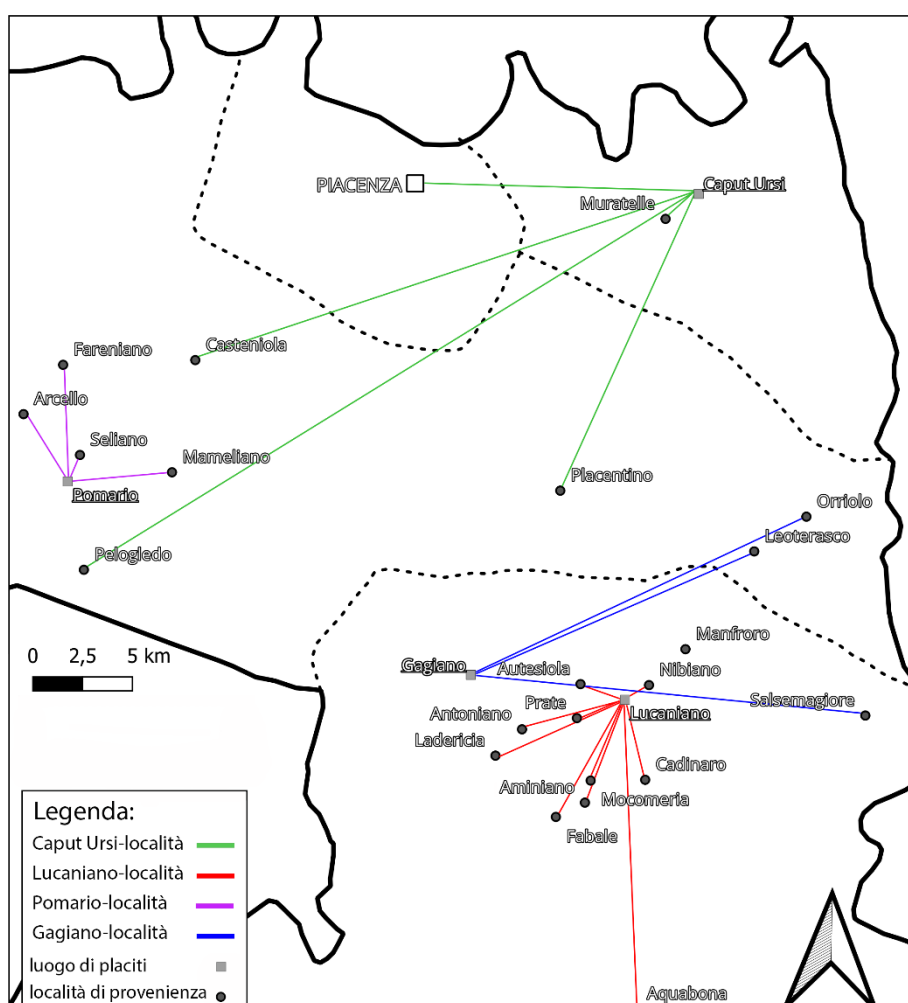 PIACENZA
Caput Ursi
Muratelle
Casteniola
Fareniano
Arcello
Seliano
Mameliano
Pomario
Placentino
Orriolo
Leoterasco
Pelogledo
Manfroro
0 2,5 5 km
Gagiano
Autesiola
Nibiano
Salsemagiore
Prate
Lucaniano
Antoniano
Ladericia
Cadinaro
Aminiano
Mocomeria
Fabale
Legenda:
Caput Ursi-località
Lucaniano-località
Pomario-località
Gagiano-località
luogo di placiti
località di provenienza
Aquabona